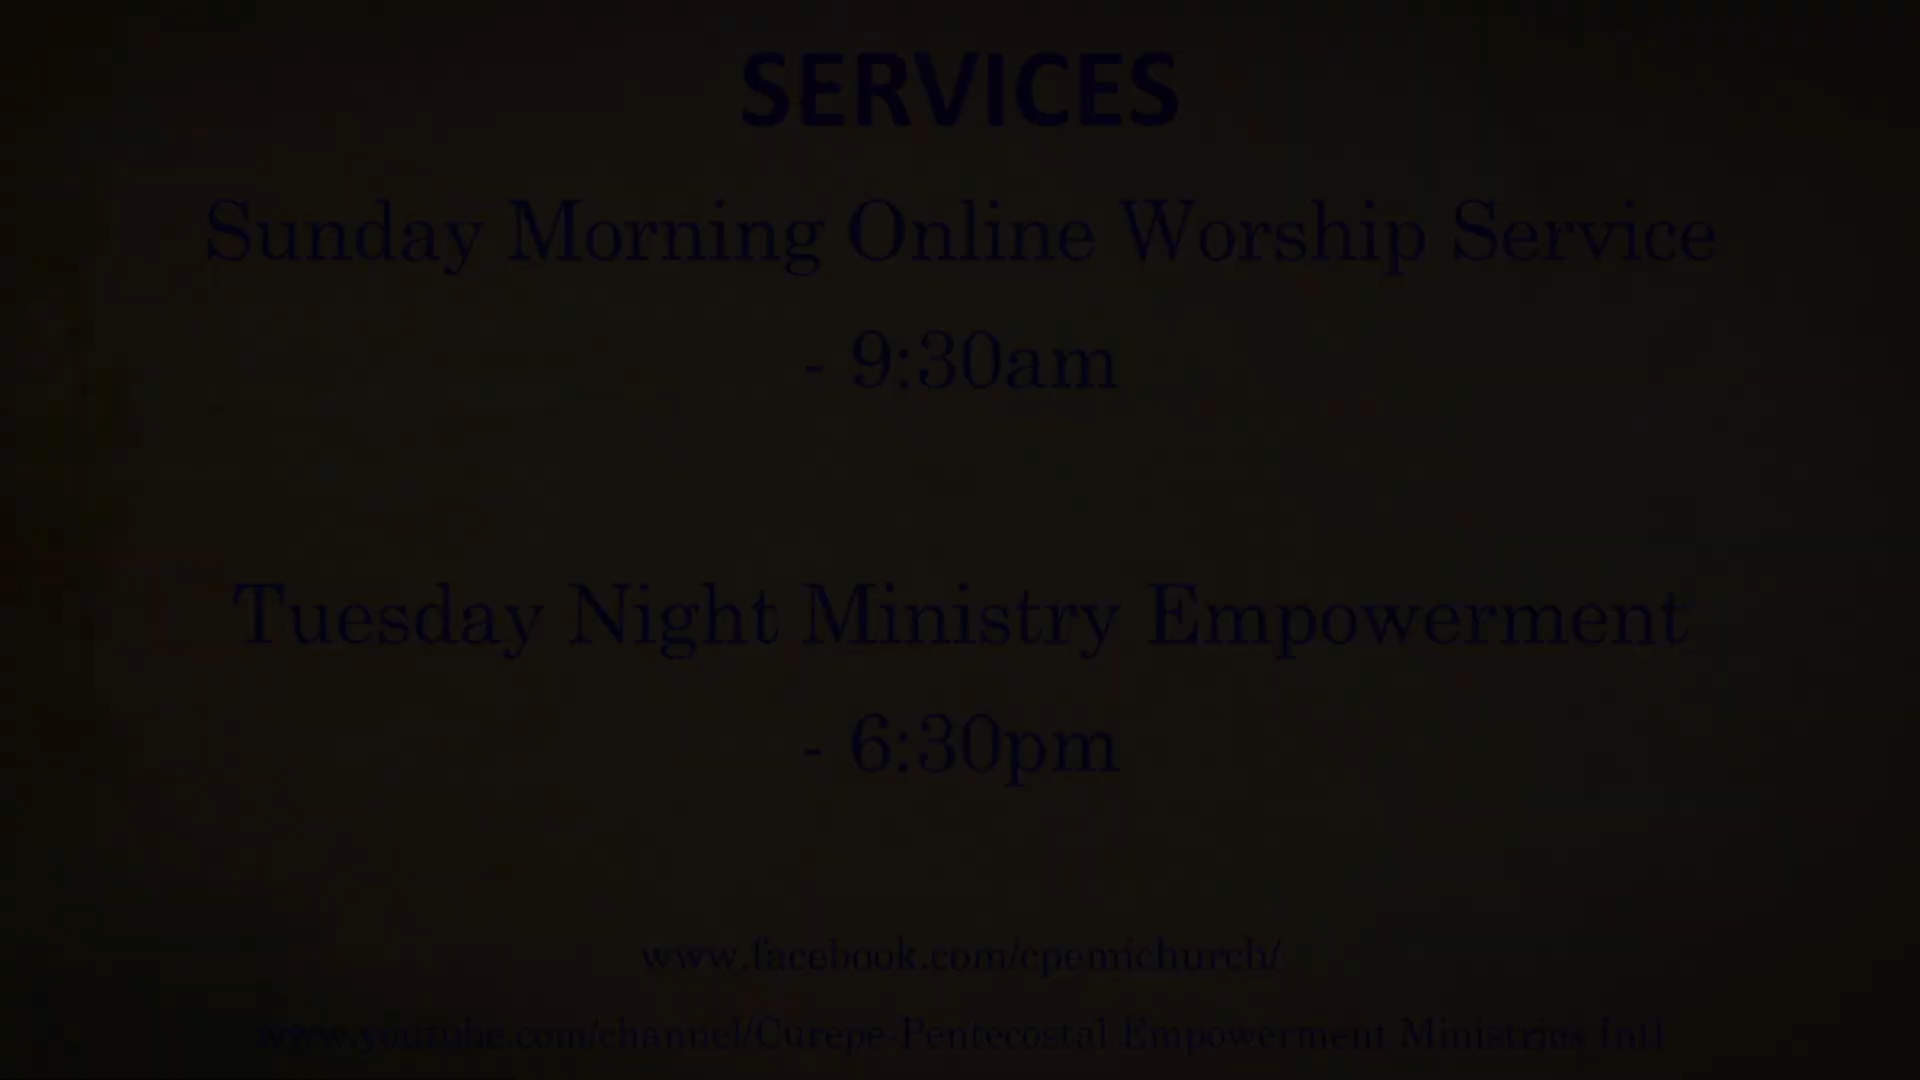 SERVICES
Sunday Morning Online Worship Service
- 9:30am
Tuesday Night Ministry Empowerment
- 6:30pm
www.facebook.com/cpemichurch/
www.youtube.com/channel/Curepe-Pentecostal Empowerment Ministries Intl